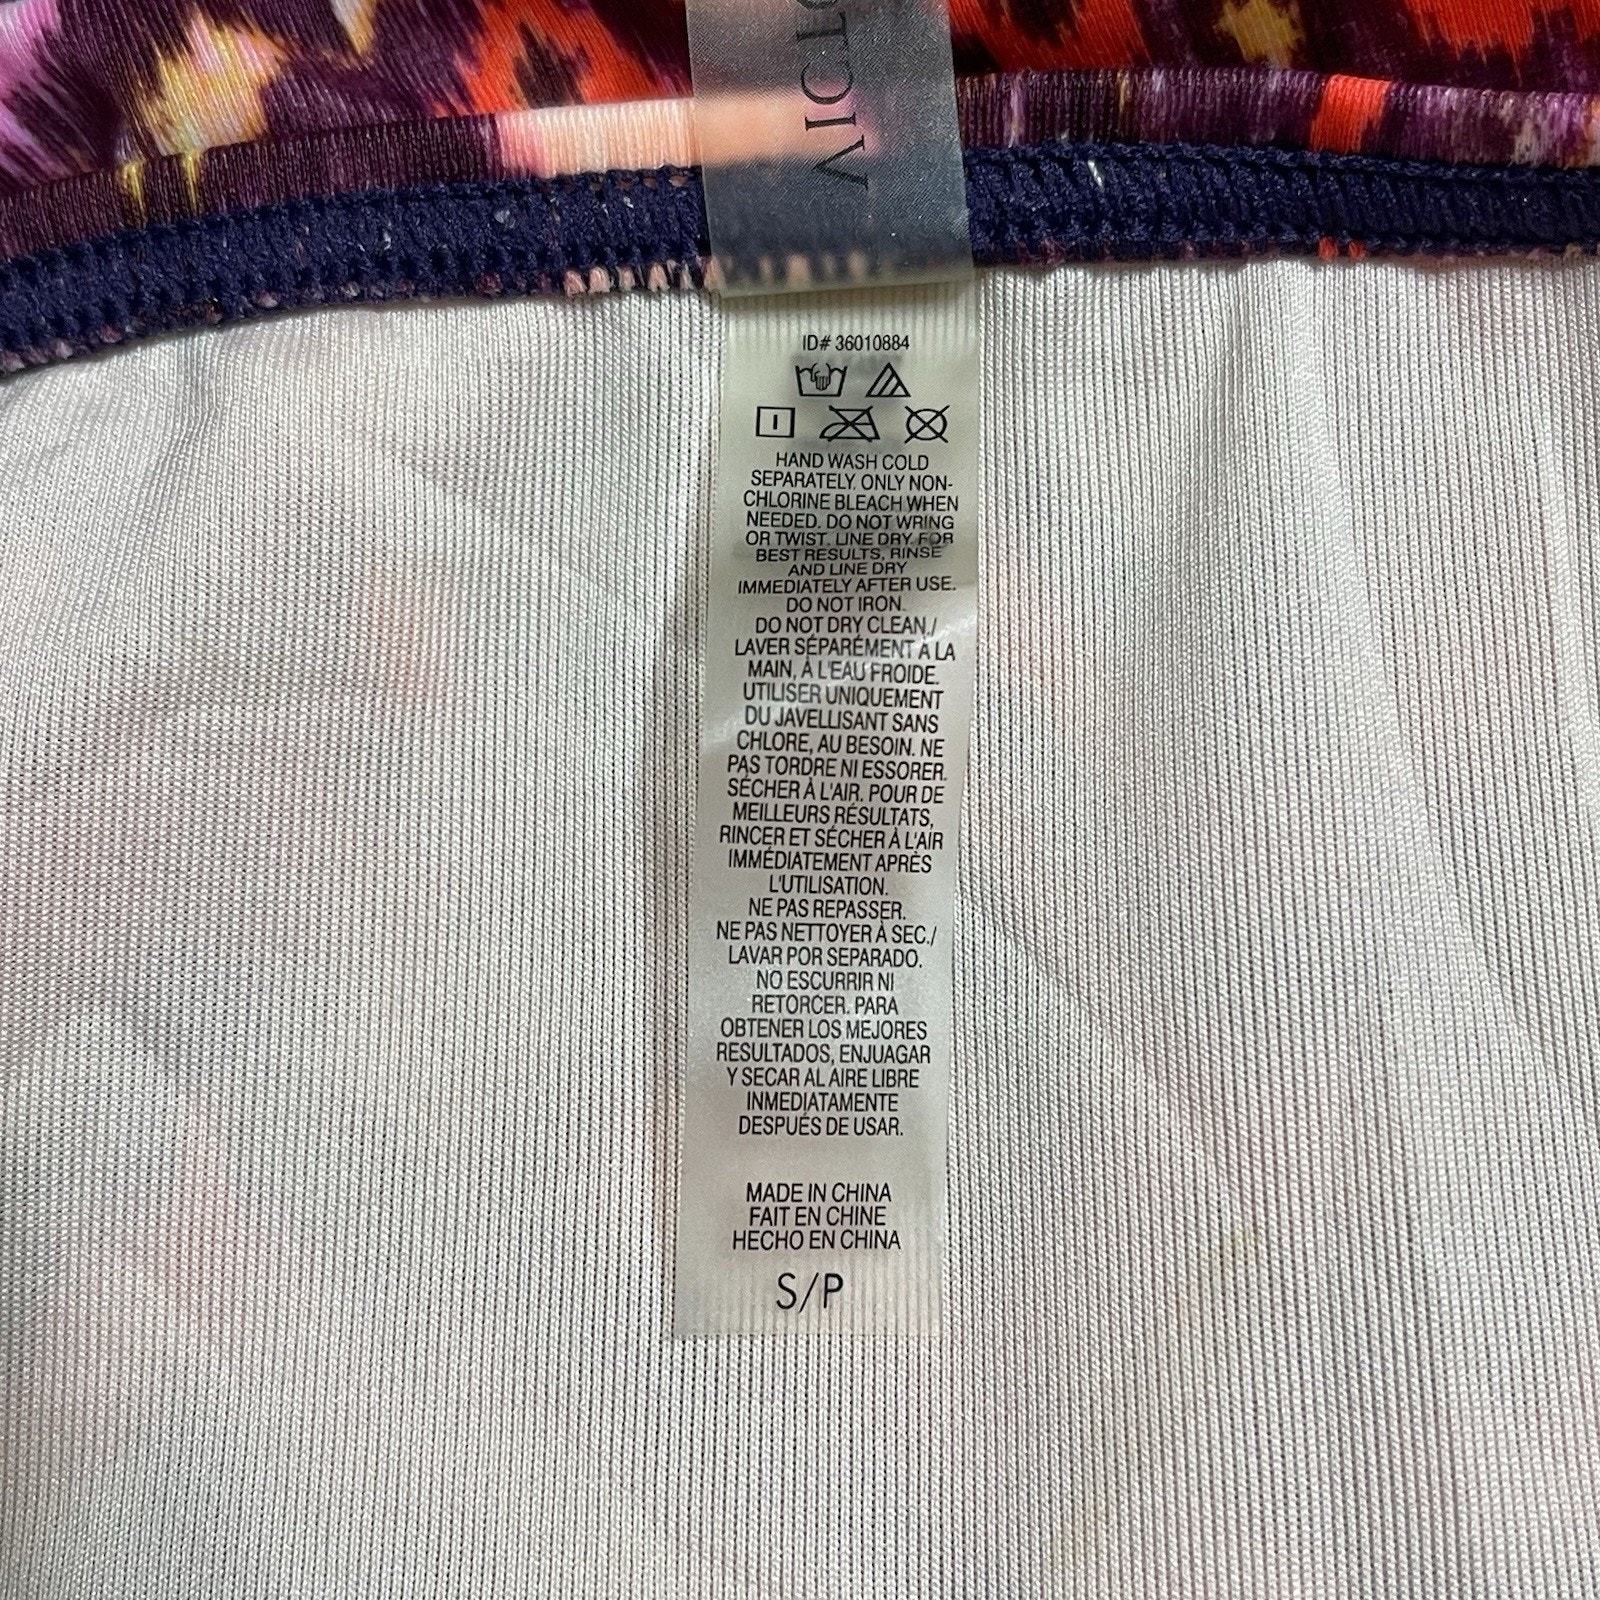 VICTO
ID# 36010884
HAND WASH COLD
SEPARATELY. ONLY NON-
CHLORINE BLEACH WHEN
NEEDED. DO NOT WRING
OR TWIST. LINE DRY. FOR
BEST RESULTS, RINSE
AND LINE DRY
IMMEDIATELY AFTER USE.
DO NOT IRON.
DO NOT DRY CLEAN./
LAVER SÉPARÉMENT À LA
MAIN, À L'EAU FROIDE.
UTILISER UNIQUEMENT
DU JAVELLISANT SANS
CHLORE, AU BESOIN. NE
PAS TORDRE NI ESSORER.
SÉCHER À L'AIR. POUR DE
MEILLEURS RÉSULTATS,
RINCER ET SÉCHER À L'AIR
IMMÉDIATEMENT APRÈS
L'UTILISATION.
NE PAS REPASSER.
NE PAS NETTOYER À SEC./
LAVAR POR SEPARADO.
NO ESCURRIR NI
RETORCER. PARA
OBTENER LOS MEJORES
RESULTADOS, ENJUAGAR
Y SECAR AL AIRE LIBRE
INMEDIATAMENTE
DESPUÉS DE USAR.
MADE IN CHINA
FAIT EN CHINE
HECHO EN CHINA
S/P